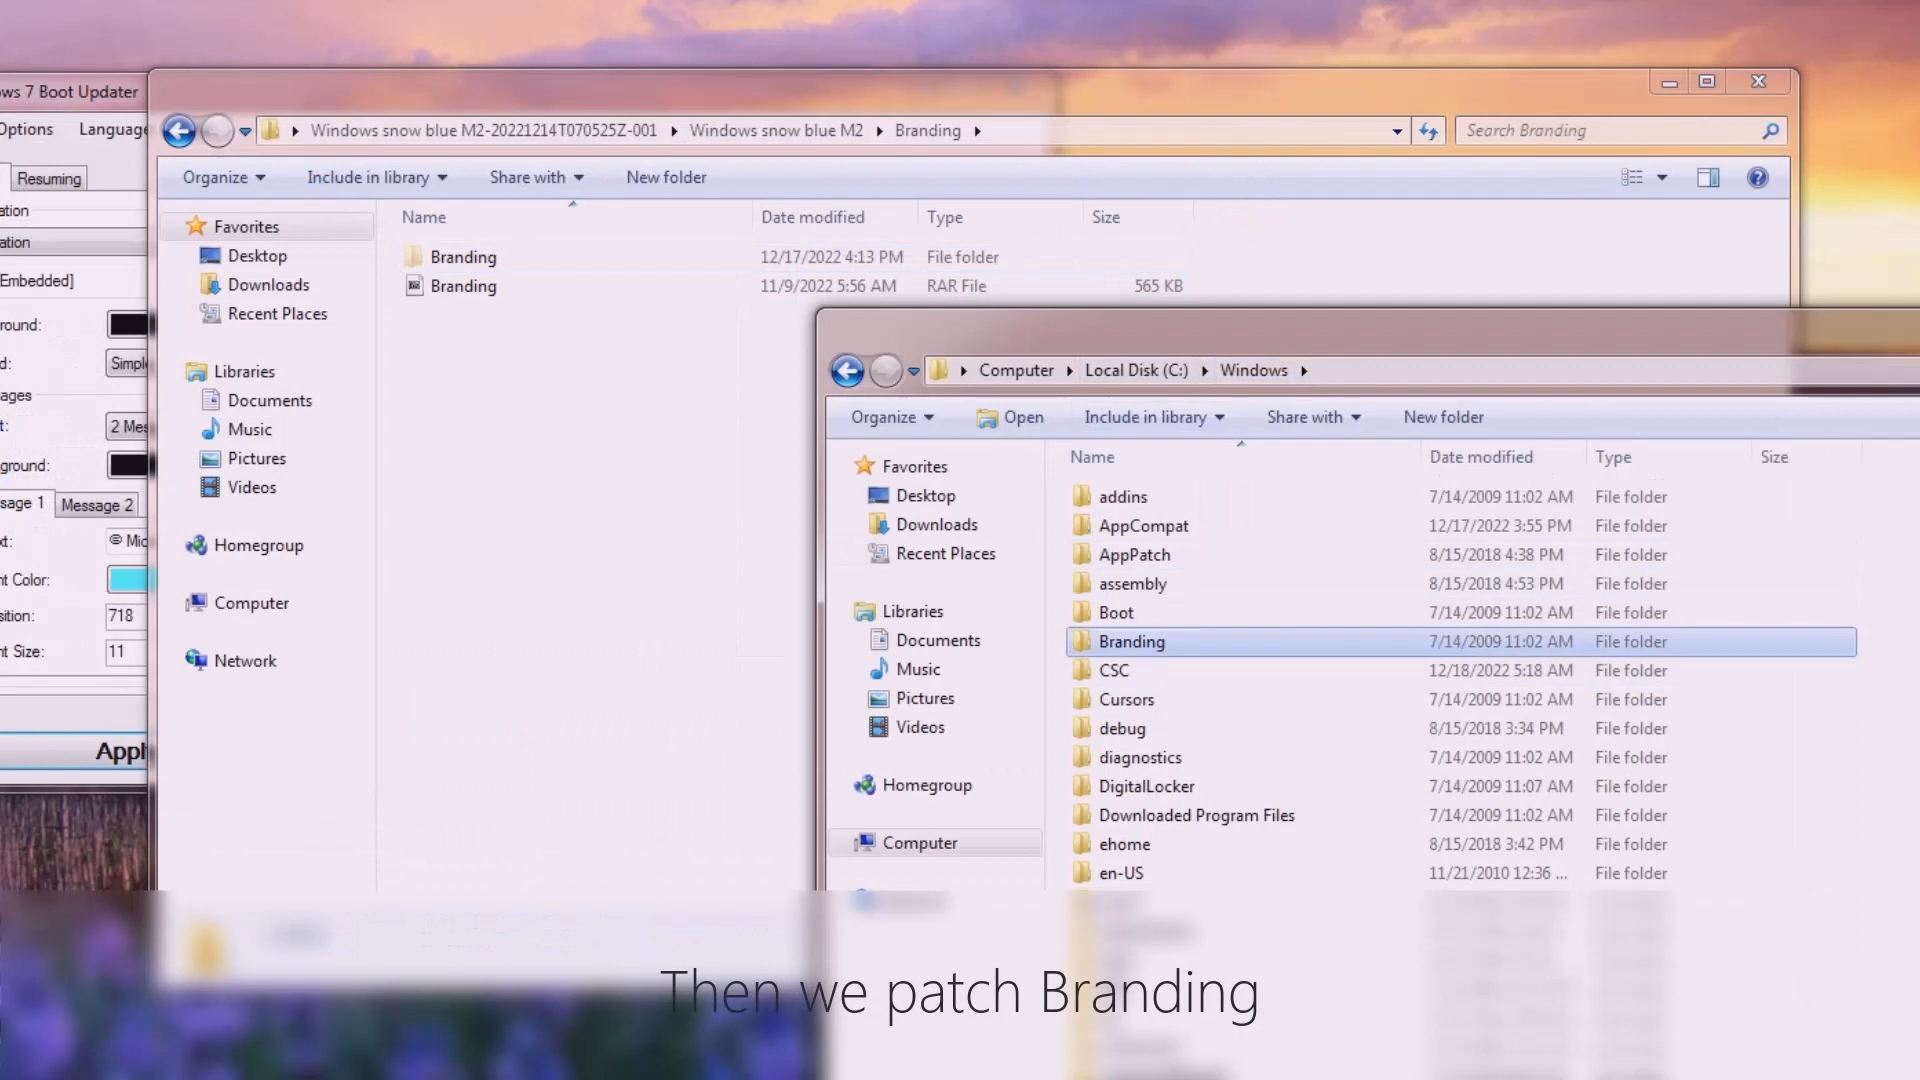 ows 7 Boot Updater
Options Language
Resuming
ation
ation
Embedded]
round:
d: Simple
ages
t: 2 Mes
ground:
sage 1 Message 2
xt: Mic
nt Color:
sition: 718
nt Size: 11
Appl
Windows snow blue M2-20221214T070525Z-001 Windows snow blue M2 Branding
Search Branding
Organize Include in library Share with New folder
Favorites
Desktop
Downloads
Recent Places
Libraries
Documents
Music
Pictures
Videos
Homegroup
Computer
Network
Name Date modified Type Size
Branding 12/17/2022 4:13 PM File folder
Branding 11/9/2022 5:56 AM RAR File 565 KB
Computer Local Disk (C:) Windows
Organize Open Include in library Share with New folder
Favorites
Desktop
Downloads
Recent Places
Libraries
Documents
Music
Pictures
Videos
Homegroup
Computer
Name Date modified Type Size
addins 7/14/2009 11:02 AM File folder
AppCompat 12/17/2022 3:55 PM File folder
AppPatch 8/15/2018 4:38 PM File folder
assembly 8/15/2018 4:53 PM File folder
Boot 7/14/2009 11:02 AM File folder
Branding 7/14/2009 11:02 AM File folder
CSC 12/18/2022 5:18 AM File folder
Cursors 7/14/2009 11:02 AM File folder
debug 8/15/2018 3:34 PM File folder
diagnostics 7/14/2009 11:02 AM File folder
DigitalLocker 7/14/2009 11:07 AM File folder
Downloaded Program Files 7/14/2009 11:02 AM File folder
ehome 8/15/2018 3:42 PM File folder
en-US 11/21/2010 12:36 ... File folder
Then we patch Branding